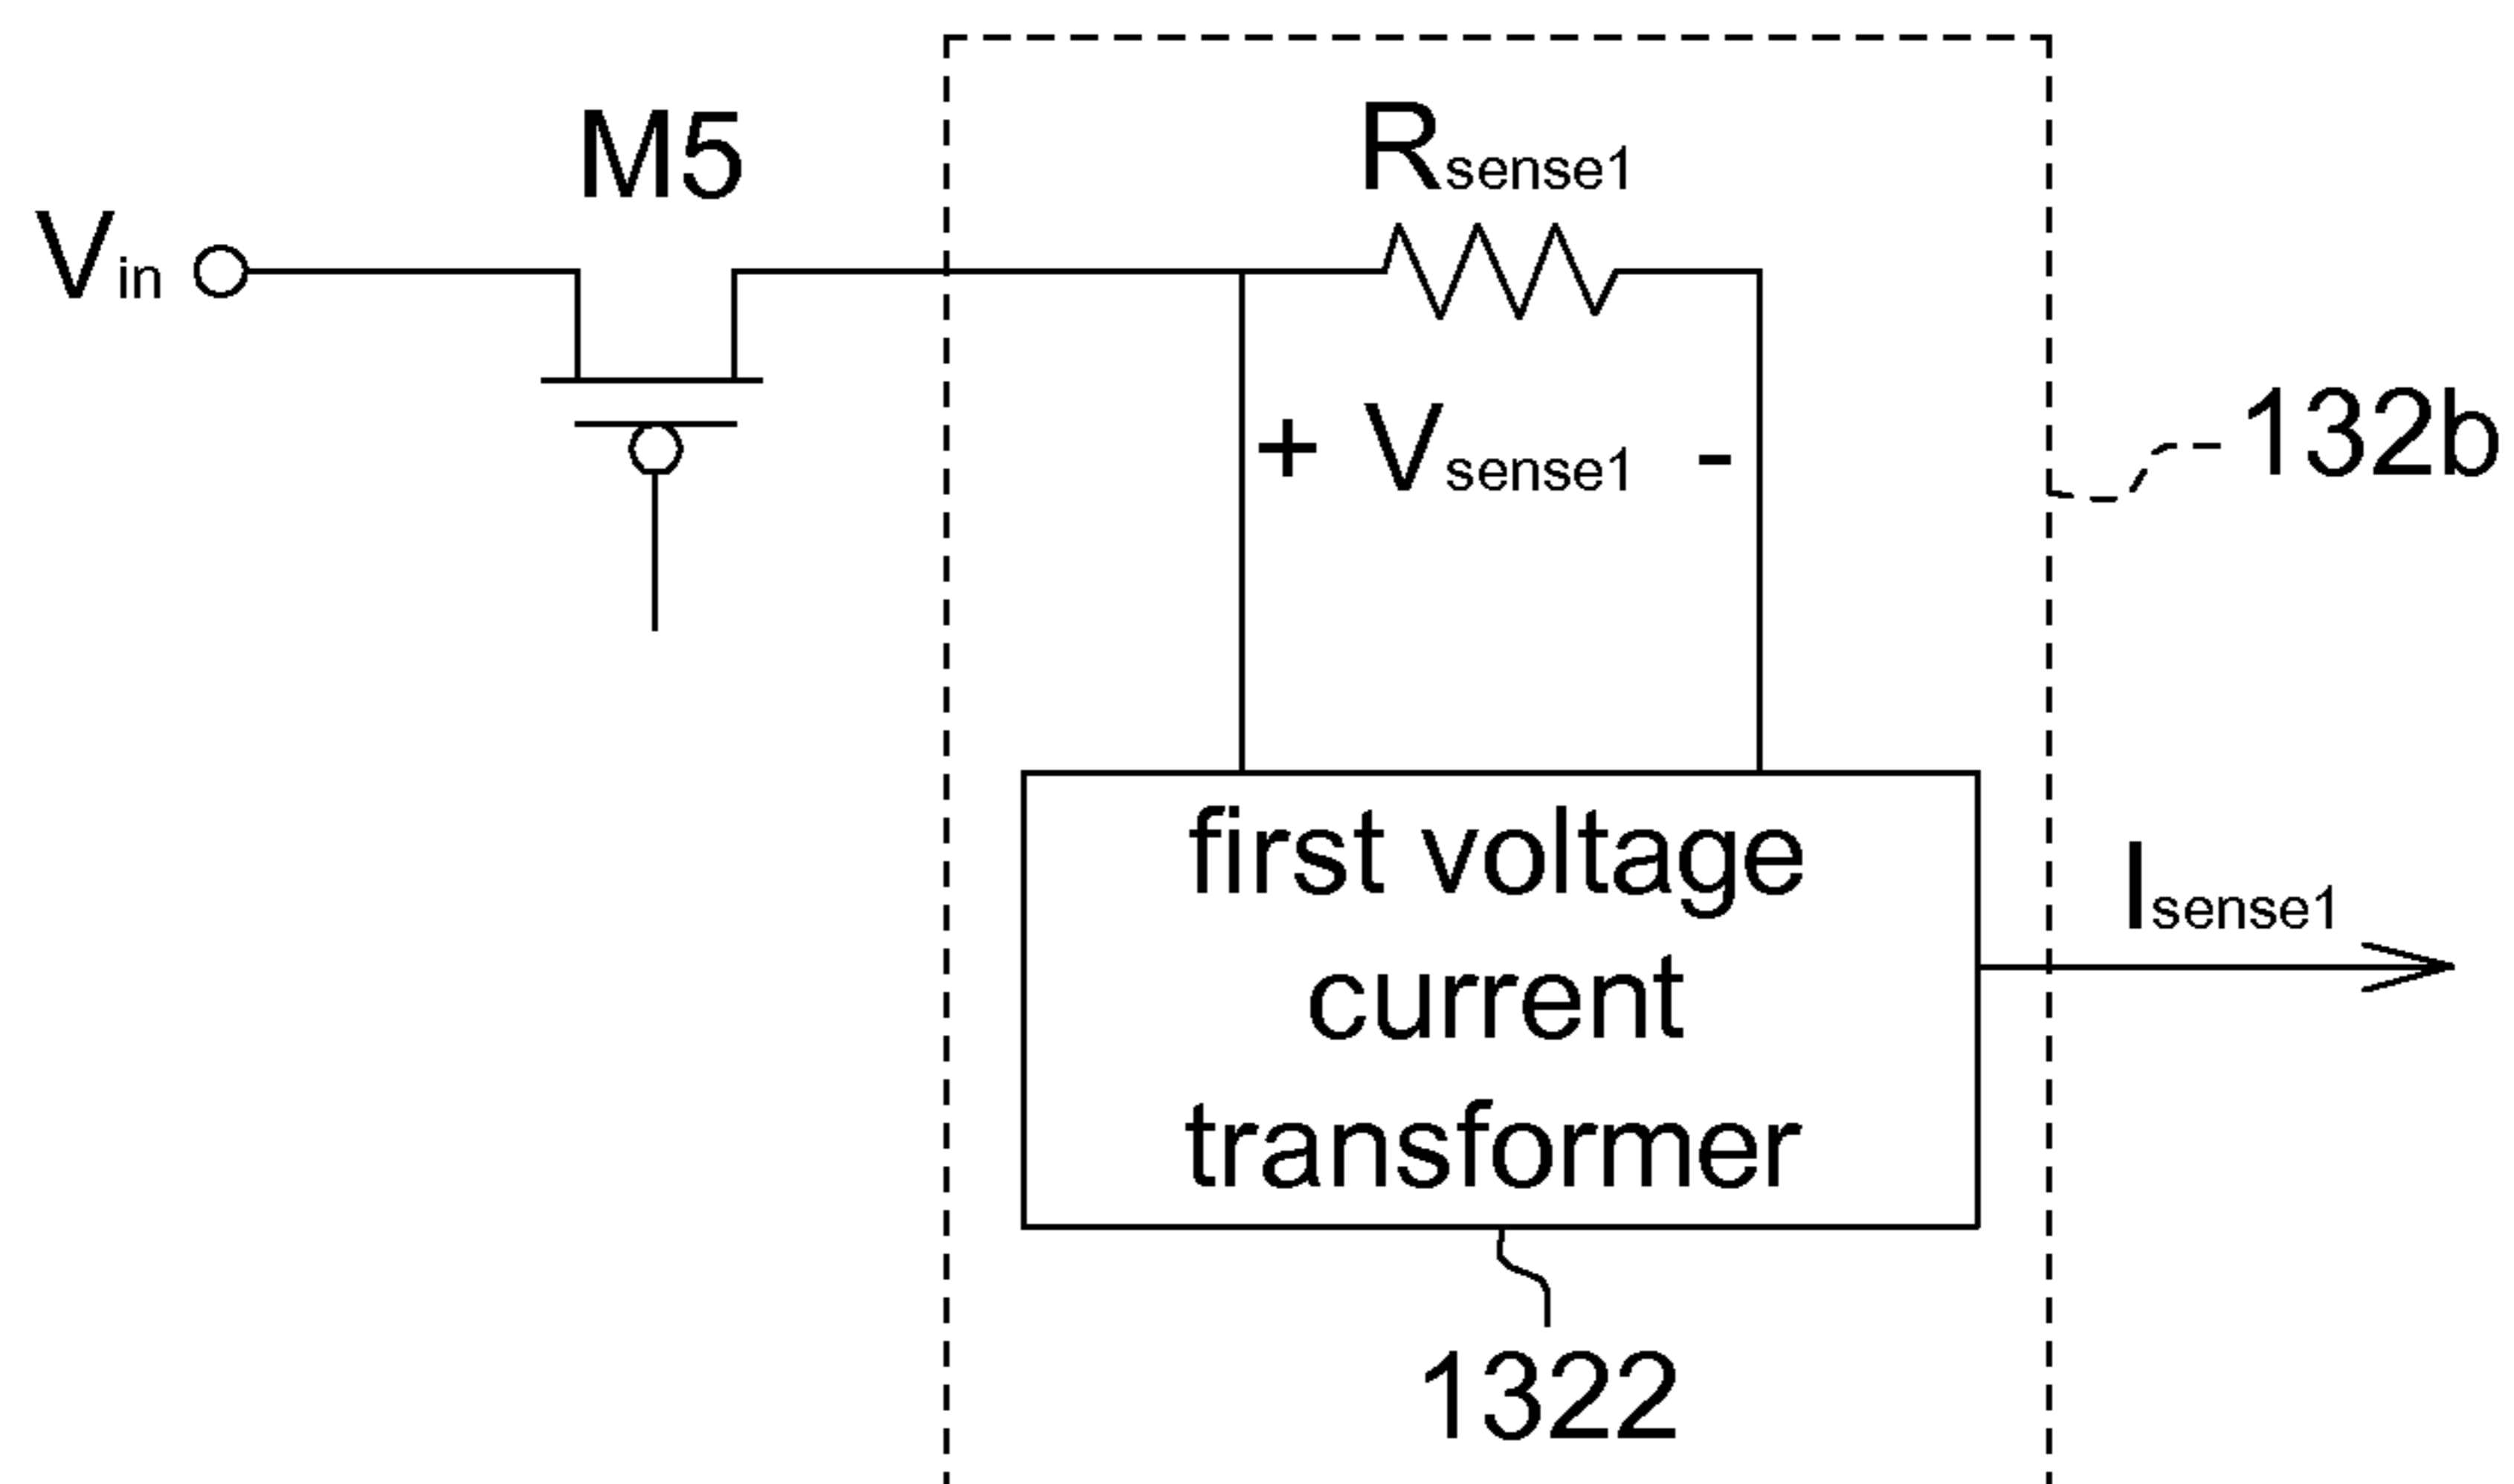 M5
Rsense1
Vin
+ Vsense1 -
132b
first voltage
current
transformer
Isense1
1322